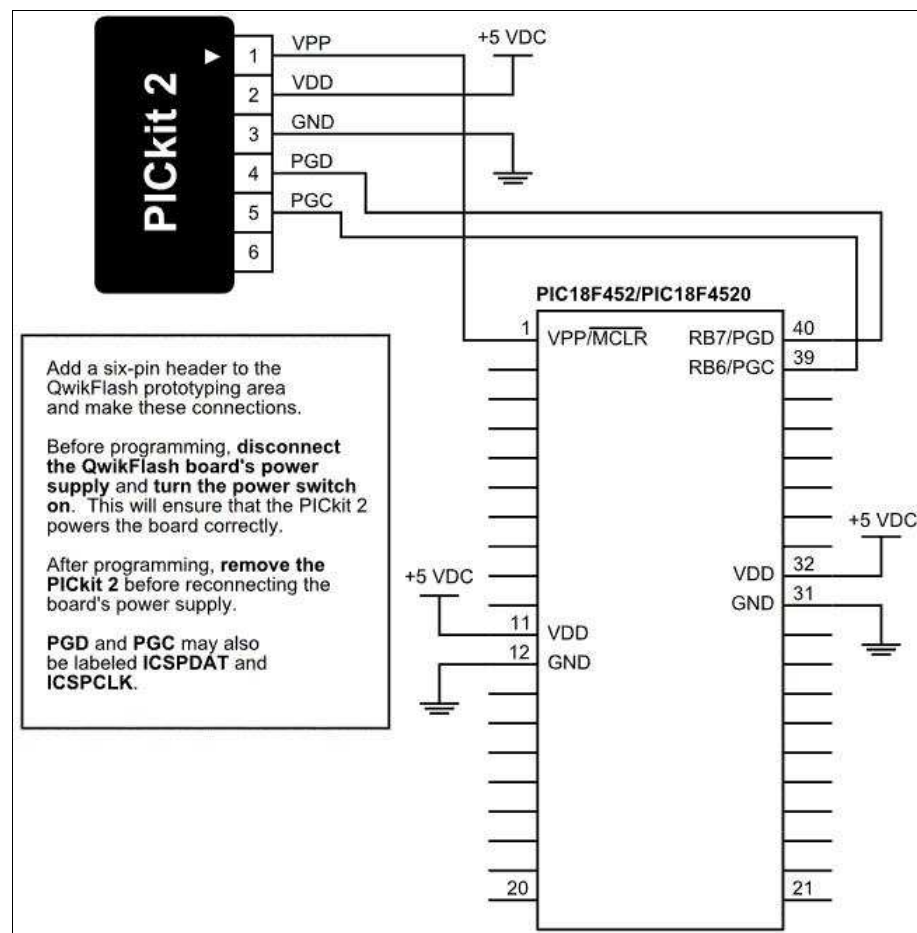 PICkit 2
1
2
3
4
5
6
VPP
VDD
GND
PGD
PGC
+5 VDC
PIC18F452/PIC18F4520
1
VPP/MCLR
RB7/PGD
40
RB6/PGC
39
Add a six-pin header to the
QwikFlash prototyping area
and make these connections.
Before programming, disconnect
the QwikFlash board's power
supply and turn the power switch
on. This will ensure that the PICkit 2
powers the board correctly.
After programming, remove the
PICkit 2 before reconnecting the
board's power supply.
PGD and PGC may also
be labeled ICSPDAT and
ICSPCLK.
+5 VDC
VDD
32
GND
31
+5 VDC
11
VDD
12
GND
20
21